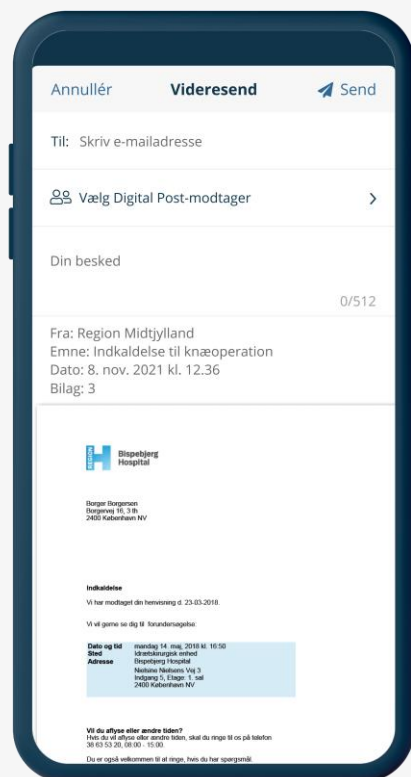 Annullér Videresend Send
Til: Skriv e-mailadresse
Vælg Digital Post-modtager
Din besked
0/512
Fra: Region Midtjylland
Emne: Indkaldelse til knæoperation
Dato: 8. nov. 2021 kl. 12.36
Bilag: 3
REGION H
Bispebjerg
Hospital
Borger Borgersen
Borgervej 16, 3 th
2400 København NV
Indkaldelse
Vi har modtaget din henvisning d. 23-03-2018.
Vi vil gerne se dig til forundersøgelse:
Dato og tid mandag 14. maj, 2018 kl. 16:50
Sted Idrætskirurgisk enhed
Adresse Bispebjerg Hospital
Nielsine Nielsens Vej 3
Indgang 5, Etage: 1. sal
2400 København NV
Vil du aflyse eller ændre tiden?
Hvis du vil aflyse eller ændre tiden, skal du ringe til os på telefon
38 63 53 20, 08:00 - 15:00.
Du er også velkommen til at ringe, hvis du har spørgsmål.